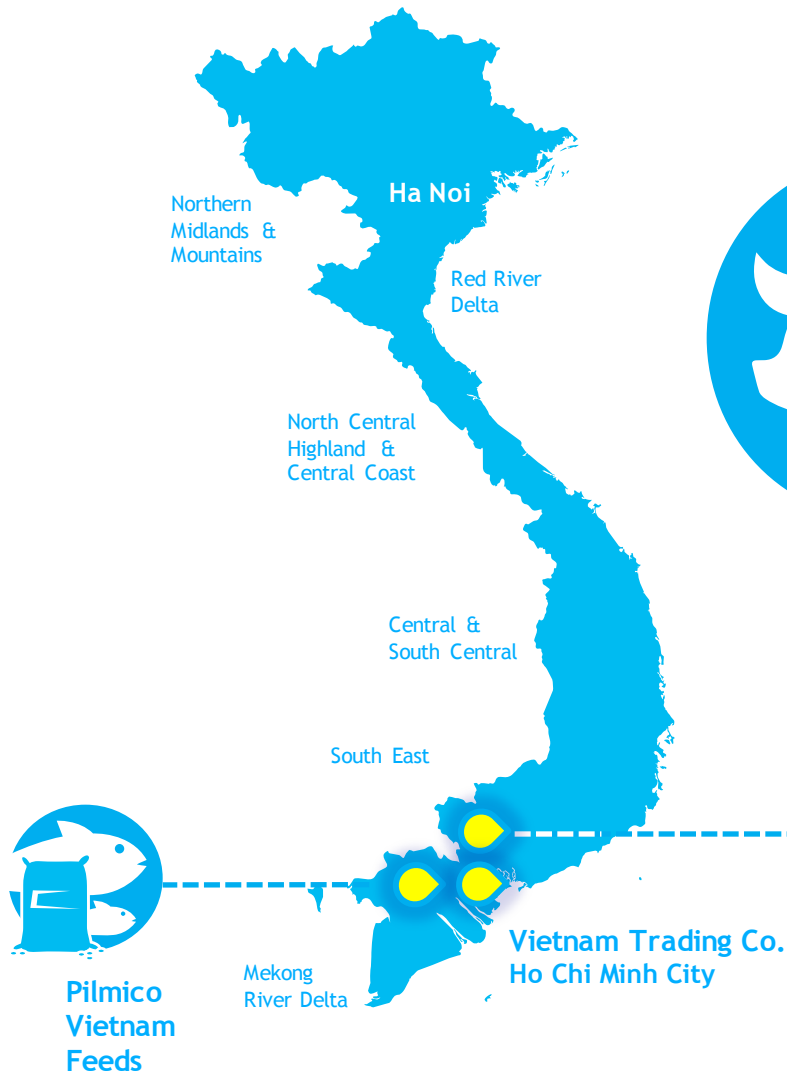 Ha Noi
Northern
Midlands &
Mountains
Red River
Delta
North Central
Highland &
Central Coast
Central &
South Central
South East
Vietnam Trading Co.
Ho Chi Minh City
Mekong
River Delta
Pilmico
Vietnam
Feeds